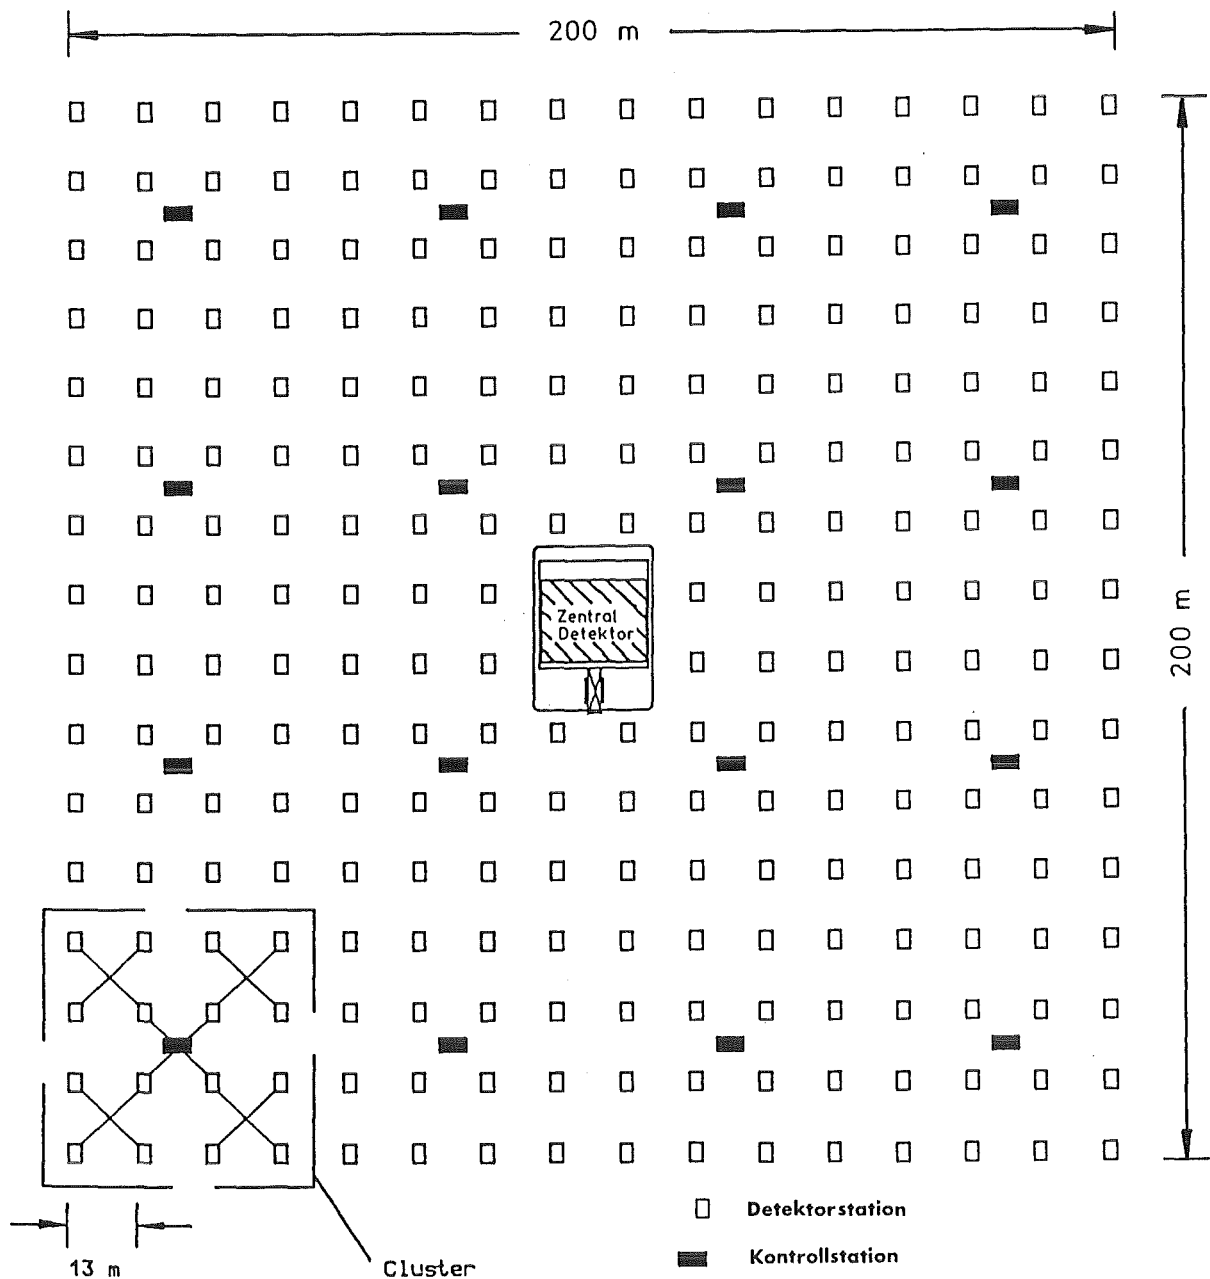 200 m
Zentral
Detektor
200 m
Detektorstation
Kontrollstation
13 m
Cluster